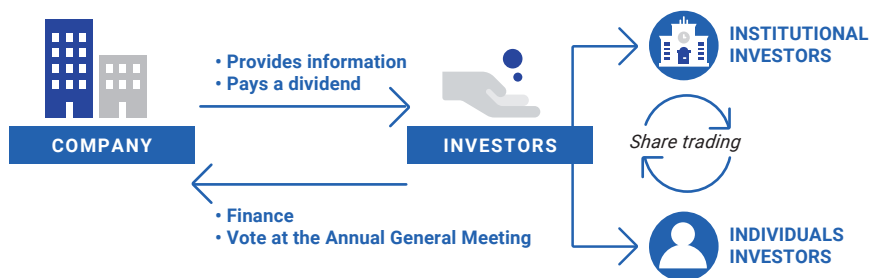 • Provides information
• Pays a dividend
COMPANY
INVESTORS
• Finance
• Vote at the Annual General Meeting
INSTITUTIONAL
INVESTORS
Share trading
INDIVIDUALS
INVESTORS